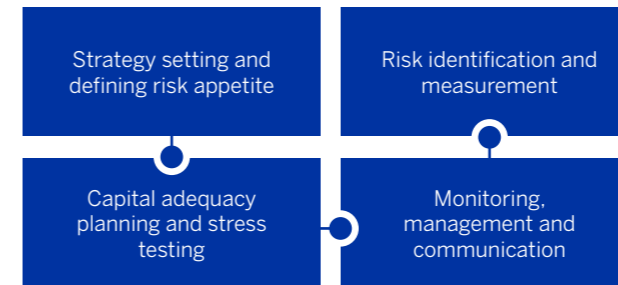 Strategy setting and
defining risk appetite
Risk identification and
measurement
Capital adequacy
planning and stress
testing
Monitoring,
management and
communication